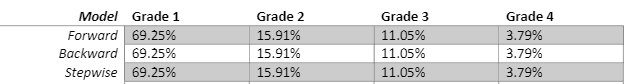 Model Grade 1 Grade 2 Grade 3 Grade 4
Forward 69.25% 15.91% 11.05% 3.79%
Backward 69.25% 15.91% 11.05% 3.79%
Stepwise 69.25% 15.91% 11.05% 3.79%